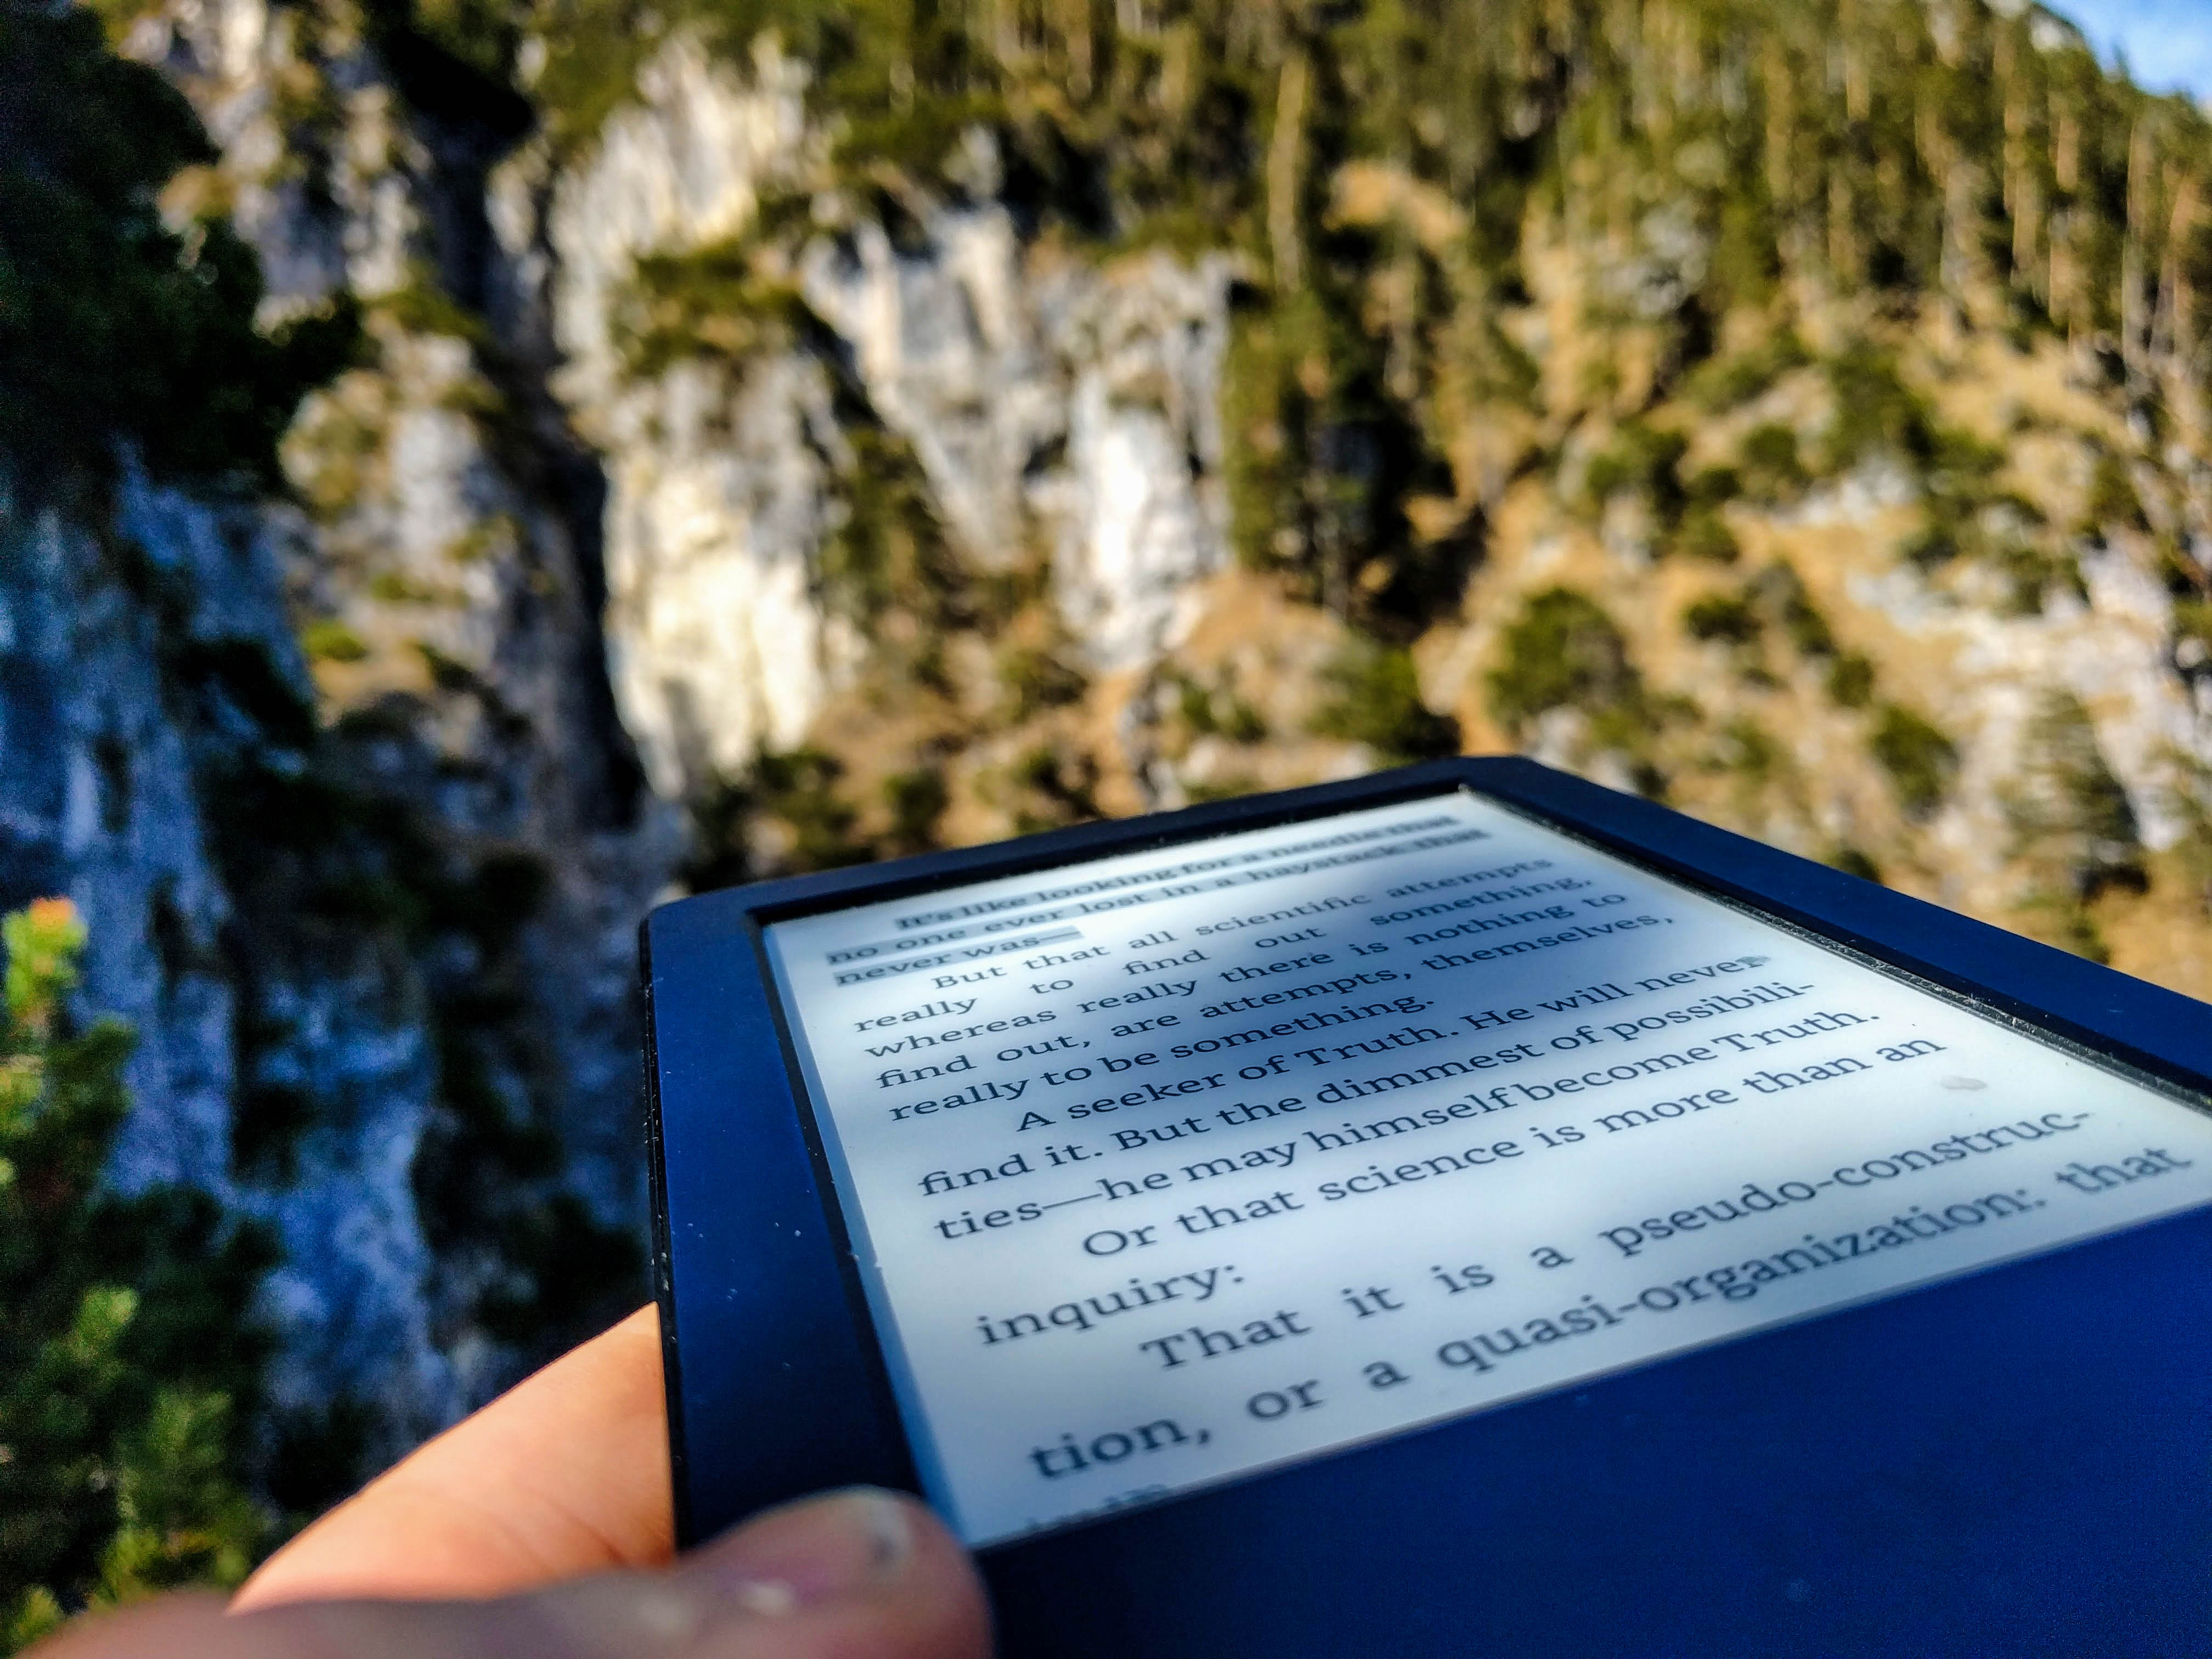 It's like looking for a needle that
no one ever lost in a haystack that
never was—
But that all scientific attempts
really to find out something,
whereas really there is nothing to
find out, are attempts, themselves,
really to be something.
A seeker of Truth. He will never
find it. But the dimmest of possibili-
ties—he may himself become Truth.
Or that science is more than an
inquiry:
That it is a pseudo-construc-
tion, or a quasi-organization: that